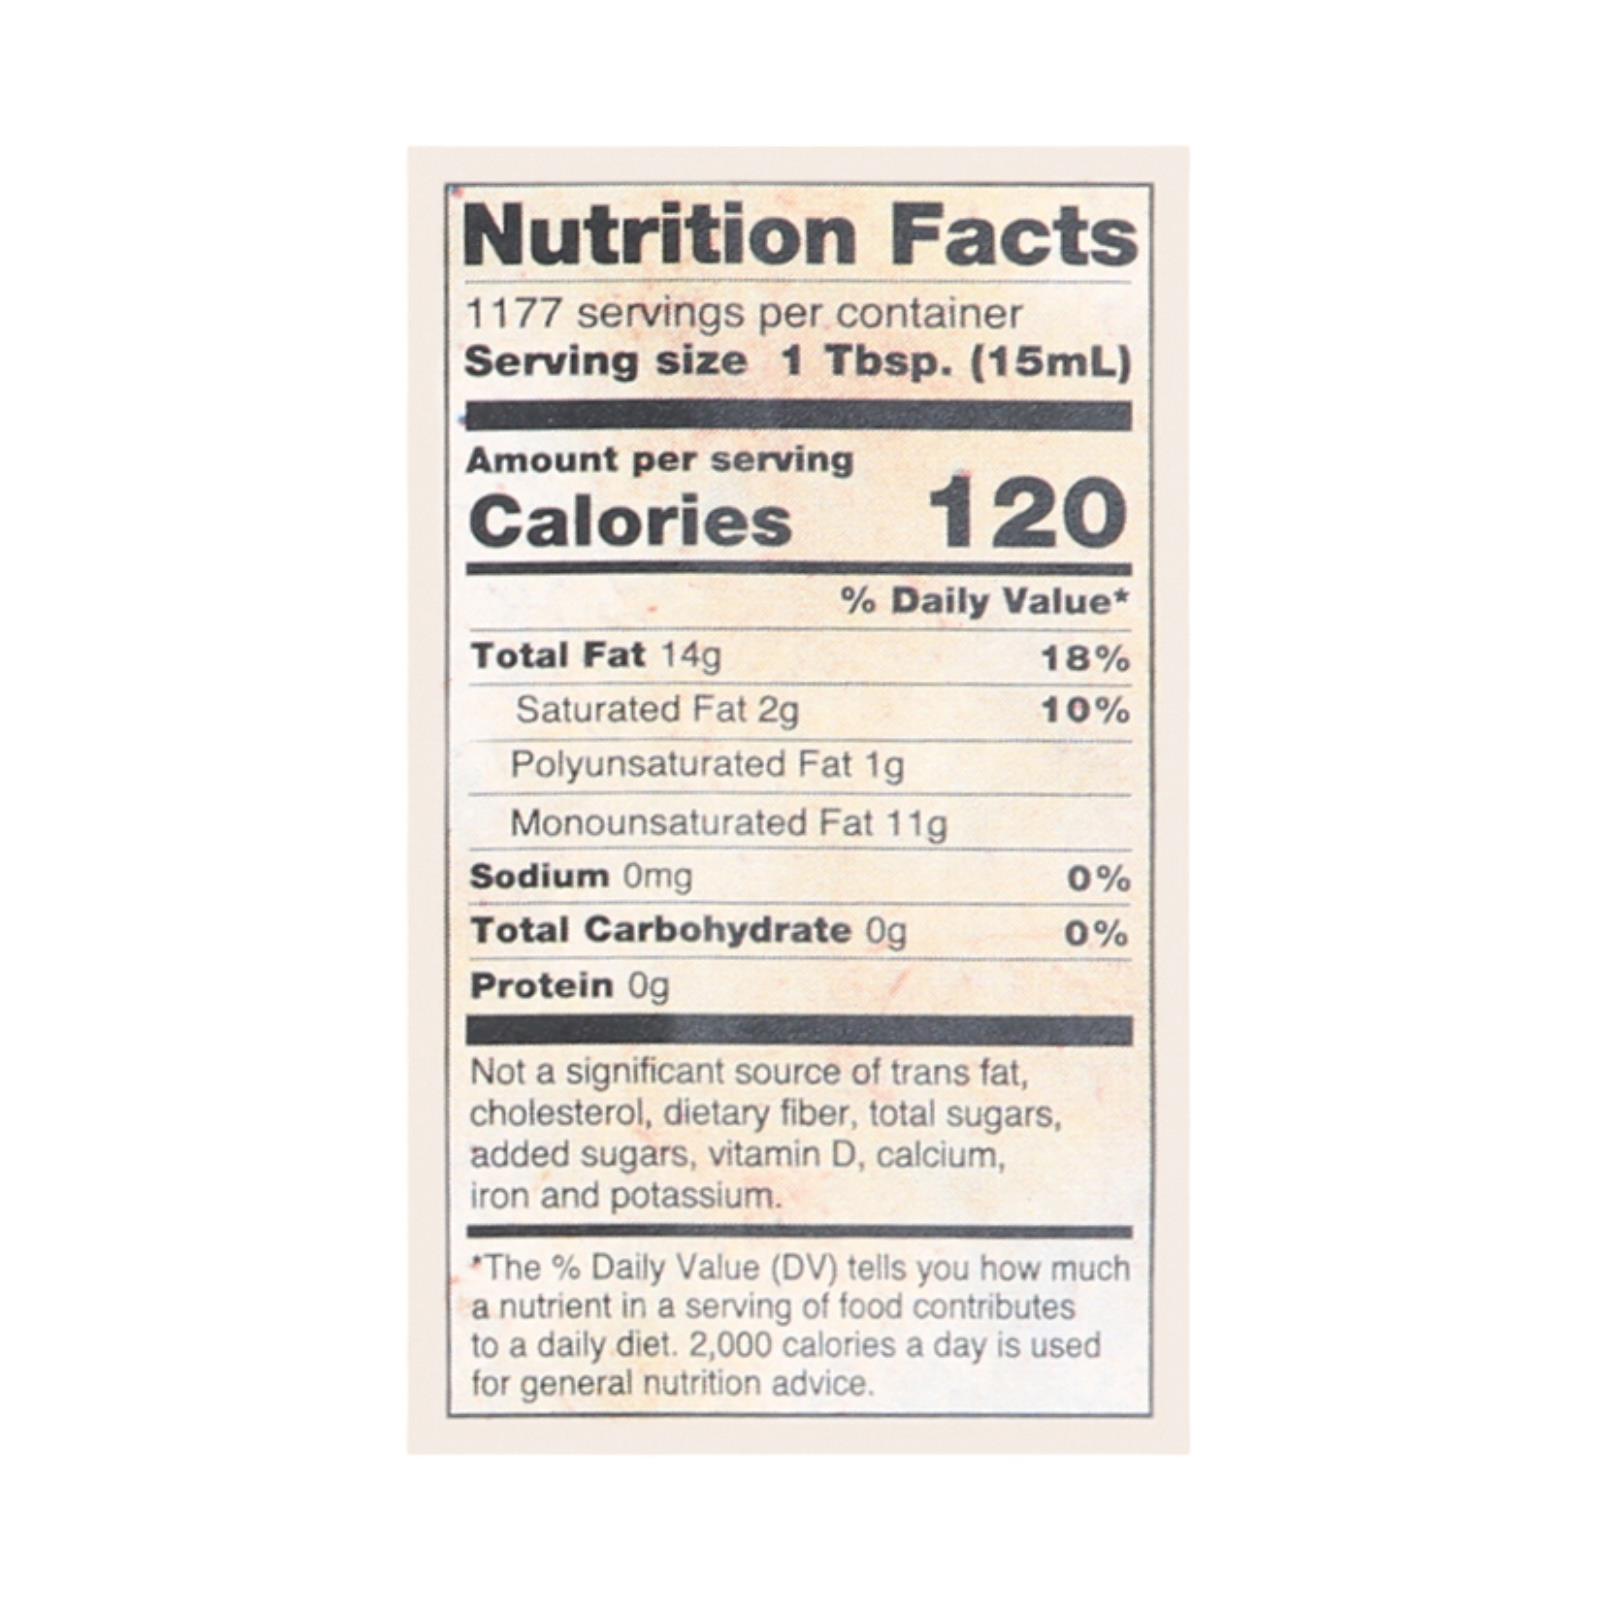 Nutrition Facts
1177 servings per container
Serving size 1 Tbsp. (15mL)
Amount per serving
Calories 120
% Daily Value*
Total Fat 14g 18%
Saturated Fat 2g 10%
Polyunsaturated Fat 1g
Monounsaturated Fat 11g
Sodium 0mg 0%
Total Carbohydrate 0g 0%
Protein 0g
Not a significant source of trans fat,
cholesterol, dietary fiber, total sugars,
added sugars, vitamin D, calcium,
iron and potassium.
*The % Daily Value (DV) tells you how much
a nutrient in a serving of food contributes
to a daily diet. 2,000 calories a day is used
for general nutrition advice.